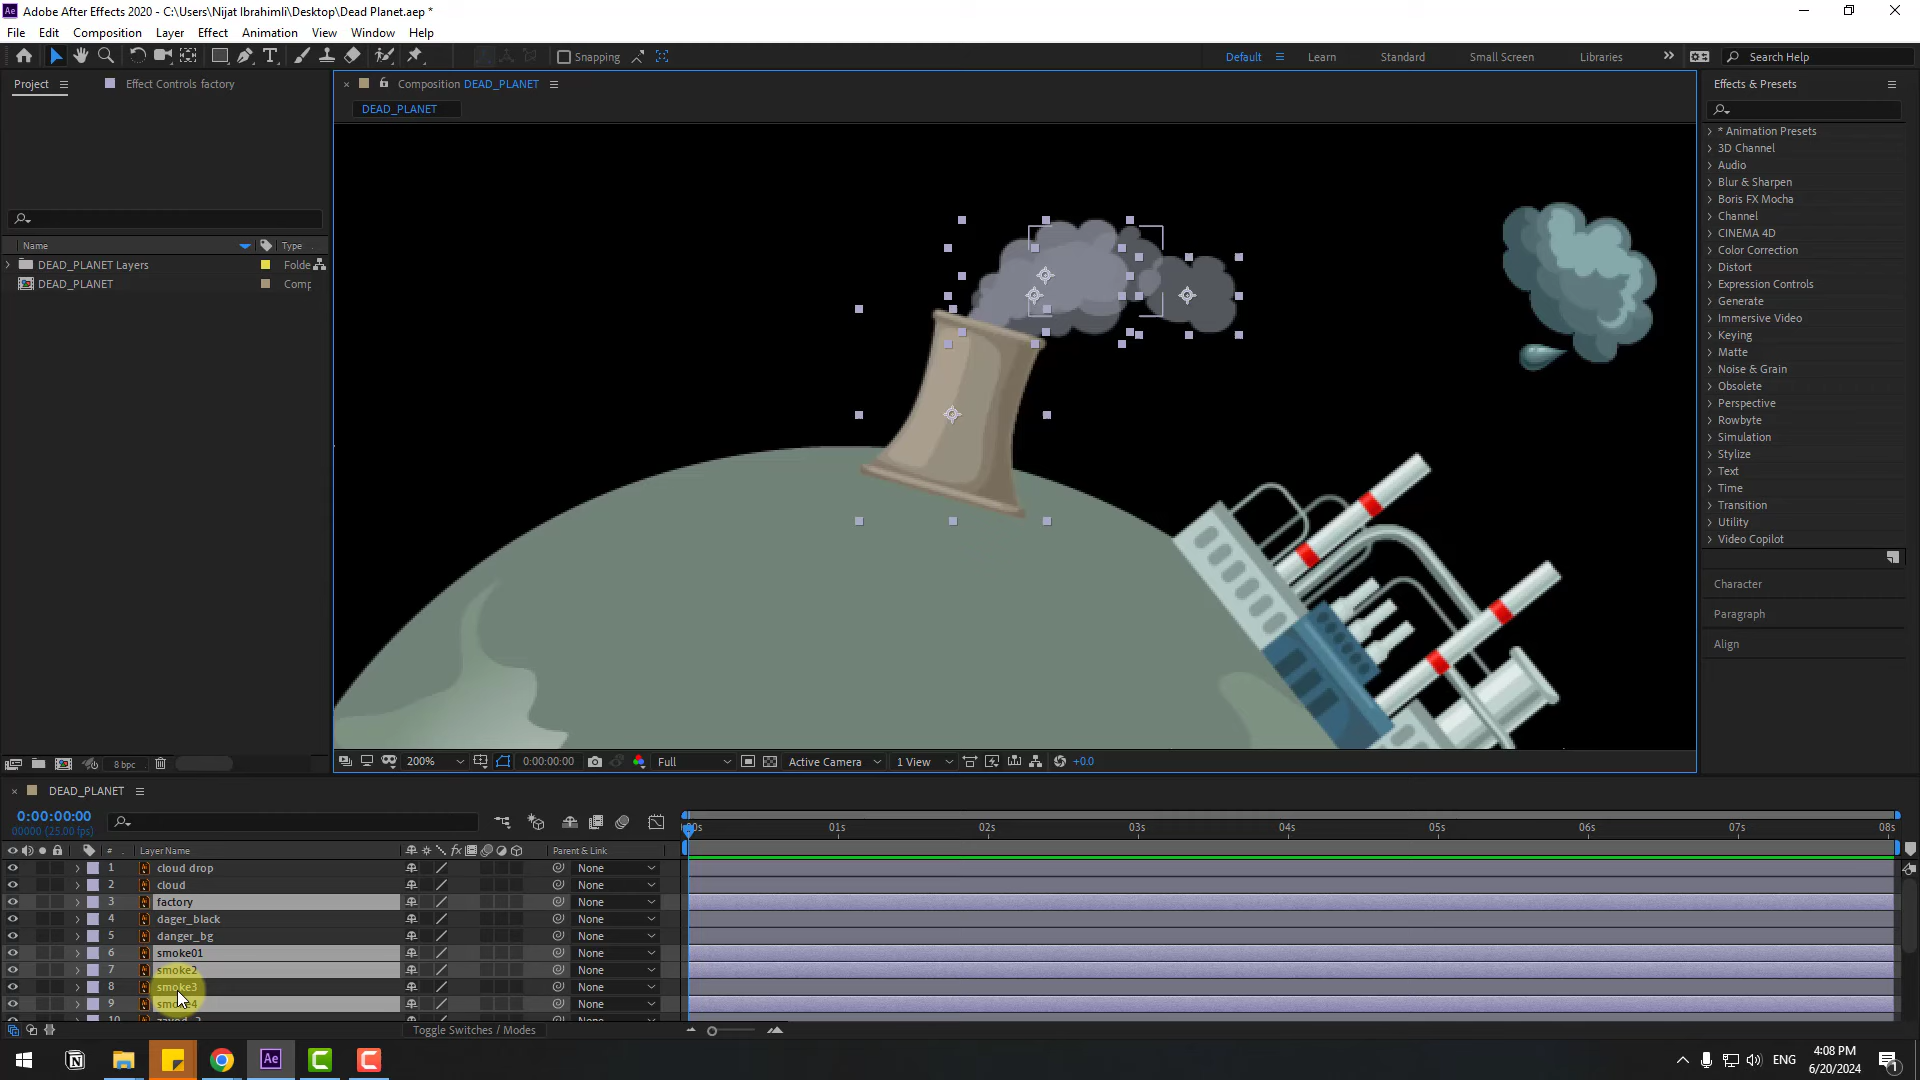 Adobe After Effects 2020 - C:\Users\Nijat Ibrahimli\Desktop\Dead Planet.aep *
File Edit Composition Layer Effect Animation View Window Help
Snapping
Default Learn Standard Small Screen Libraries Search Help
Project Effect Controls factory
Composition DEAD_PLANET
Effects & Presets
DEAD_PLANET
* Animation Presets
3D Channel
Audio
Blur & Sharpen
Boris FX Mocha
Channel
CINEMA 4D
Color Correction
Distort
Expression Controls
Generate
Immersive Video
Keying
Matte
Noise & Grain
Obsolete
Perspective
Rowbyte
Simulation
Stylize
Text
Time
Transition
Utility
Video Copilot
Character
Paragraph
Align
Name Type
DEAD_PLANET Layers Folde
DEAD_PLANET Comp
8 bpc
200% 0:00:00:00 Full Active Camera 1 View +0.0
DEAD_PLANET
0:00:00:00
00000 (25.00 fps)
01s 02s 03s 04s 05s 06s 07s 08s
# Layer Name Parent & Link
1 cloud drop None
2 cloud None
3 factory None
4 dager_black None
5 danger_bg None
6 smoke01 None
7 smoke2 None
8 smoke3 None
9 smoke4 None
Toggle Switches / Modes
ENG
4:08 PM
6/20/2024
1